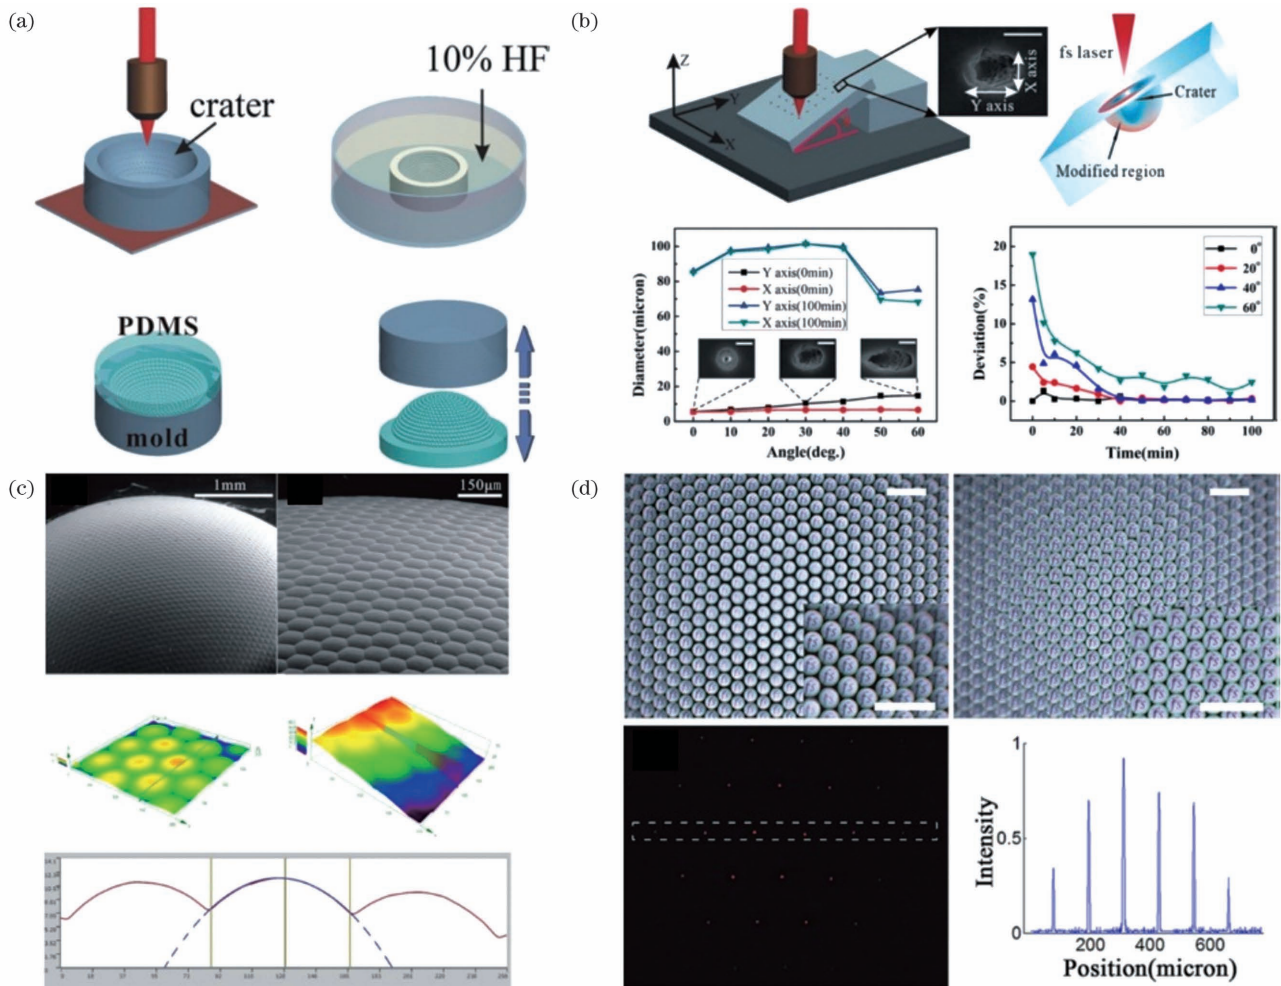 (a)
crater
10% HF
PDMS
mold
(b)
Z
Y
X
X axis
Y axis
fs laser
Crater
Modified region
Diameter(micron)
100
80
60
40
20
0
Y axis(0min)
X axis(0min)
Y axis(100min)
X axis(100min)
0 10 20 30 40 50 60
Angle(deg.)
Deviation(%)
20
15
10
5
0
0°
20°
40°
60°
0 20 40 60 80 100
Time(min)
(c)
1mm
150μm
(d)
fs
Intensity
1
0.5
0
200 400 600
Position(micron)